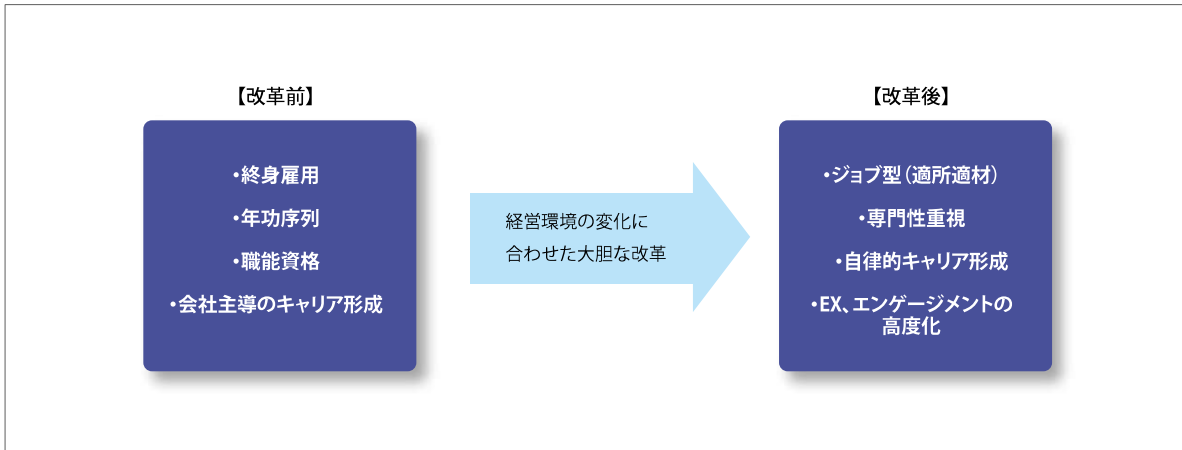 【改革前】
・終身雇用
・年功序列
・職能資格
・会社主導のキャリア形成
経営環境の変化に
合わせた大胆な改革
【改革後】
・ジョブ型（適所適材）
・専門性重視
・自律的キャリア形成
・EX、エンゲージメントの
高度化